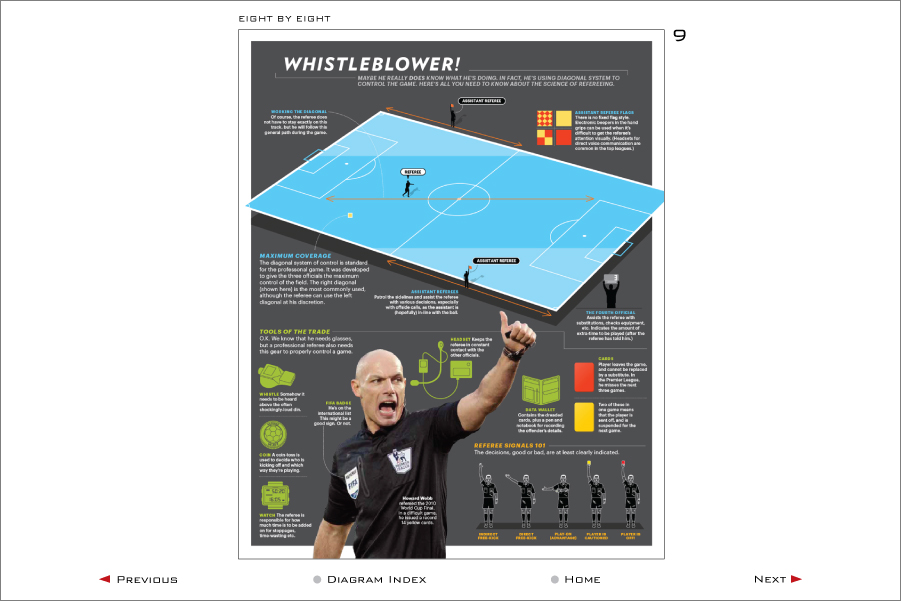 EIGHT BY EIGHT
9
WHISTLEBLOWER!
MAYBE HE REALLY DOES KNOW WHAT HE'S DOING. IN FACT, HE'S USING DIAGONAL SYSTEM TO
CONTROL THE GAME. HERE'S ALL YOU NEED TO KNOW ABOUT THE SCIENCE OF REFEREEING.
ASSISTANT REFEREE
WORKING THE DIAGONAL
Of course, the referee does
not have to stay exactly on this
track, but he will follow this
general path during the game.
ASSISTANT REFEREE FLAGS
There is no fixed flag style.
Electronic beepers in the hand
grips can be used when it's
difficult to get the referee's
attention visually. (Headsets for
direct voice communication are
common in the top leagues.)
REFEREE
MAXIMUM COVERAGE
The diagonal system of control is standard
for the professional game. It was developed
to give the three officials the maximum
control of the field. The right diagonal
(shown here) is the most commonly used,
although the referee can use the left
diagonal at his discretion.
ASSISTANT REFEREE
3
ASSISTANT REFEREES
Patrol the sidelines and assist the referee
with various decisions, especially
with offside calls, as the assistant is
(hopefully) in-line with the ball.
THE FOURTH OFFICIAL
Assists the referee with
substitutions, checks equipment,
etc. Indicates the amount of
extra time to be played (after the
referee has told him.)
TOOLS OF THE TRADE
O.K. We know that he needs glasses,
but a professional referee also needs
this gear to properly control a game.
HEADSET Keeps the
referee in constant
contact with the
other officials.
CARDS
Player leaves the game,
and cannot be replaced
by a substitute. In
the Premier League,
he misses the next
three games.
WHISTLE Somehow it
needs to be heard
above the often
shockingly loud din.
FIFA BADGE
He's on the
international list
This might be a
good sign. Or not.
DATA WALLET
Contains the dreaded
cards, plus a pen and
notebook for recording
the offender's details.
Two of these in
one game means
that the player is
sent off, and is
suspended for the
next game.
COIN A coin-toss is
used to decide who is
kicking off and which
way they're playing.
REFEREE SIGNALS 101
The decisions, good or bad, are at least clearly indicated.
FIFA
Howard Webb
refereed the 2010
World Cup Final.
In a difficult game,
he issued a record
14 yellow cards.
WATCH The referee is
responsible for how
much time is to be added
on for stoppages,
time-wasting etc.
INDIRECT
FREE-KICK
DIRECT
FREE-KICK
PLAY ON
(ADVANTAGE)
PLAYER IS
CAUTIONED
PLAYER IS
OFF!
PREVIOUS
DIAGRAM INDEX
HOME
NEXT